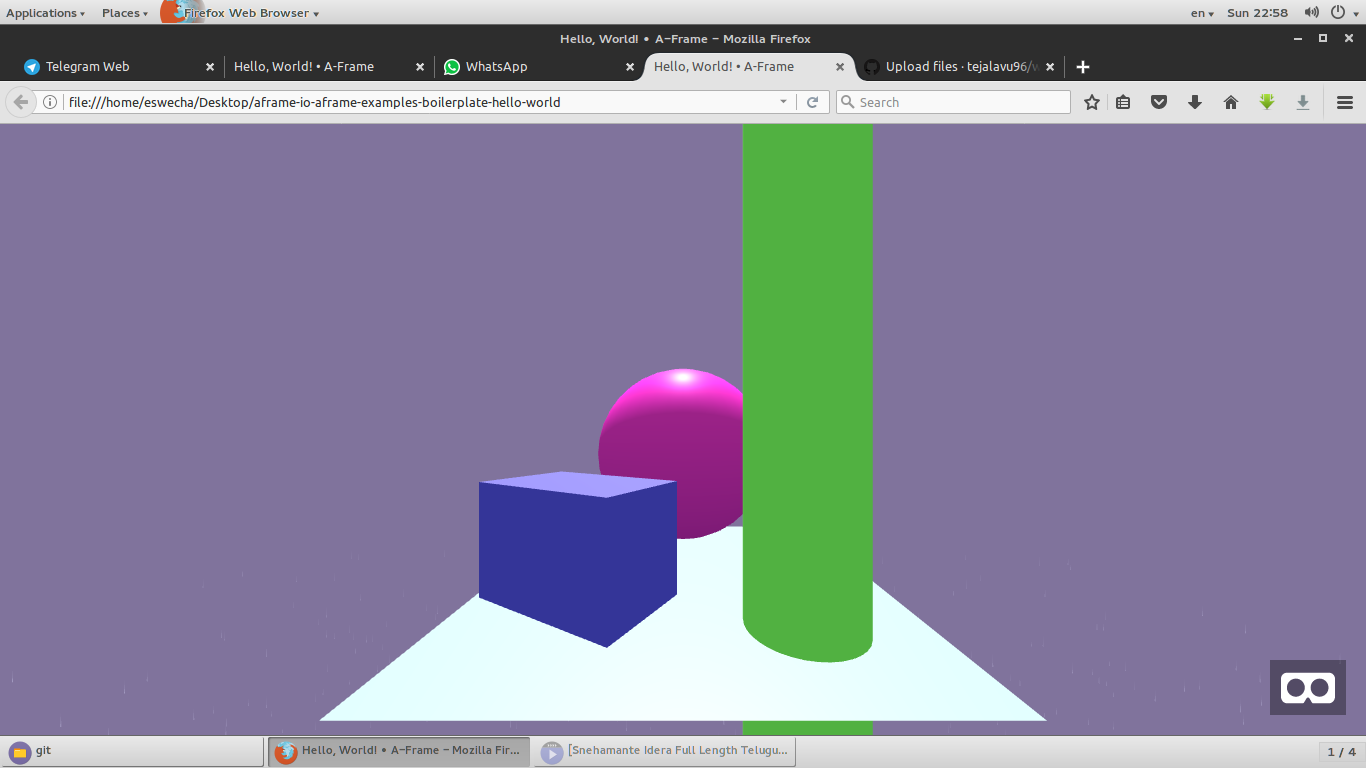 Applications Places Firefox Web Browser en Sun 22:58
Hello, World! • A-Frame - Mozilla Firefox
Telegram Web Hello, World! • A-Frame WhatsApp Hello, World! • A-Frame Upload files · tejalavu96/
file:///home/eswecha/Desktop/aframe-io-aframe-examples-boilerplate-hello-world Search
git Hello, World! • A-Frame - Mozilla Fir... [Snehamante Idera Full Length Telugu... 1 / 4